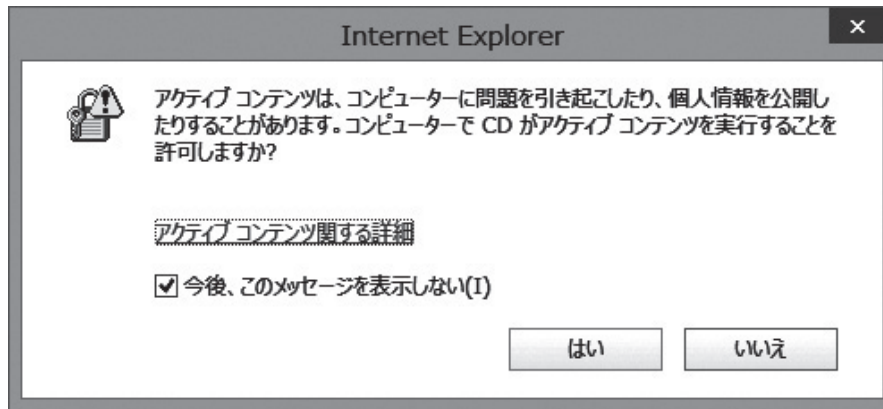 Internet Explorer
x
アクティブ コンテンツは、コンピューターに問題を引き起こしたり、個人情報を公開し
たりすることがあります。コンピューターで CD がアクティブ コンテンツを実行することを
許可しますか?
アクティブ コンテンツ関する詳細
今後、このメッセージを表示しない(I)
はい
いいえ